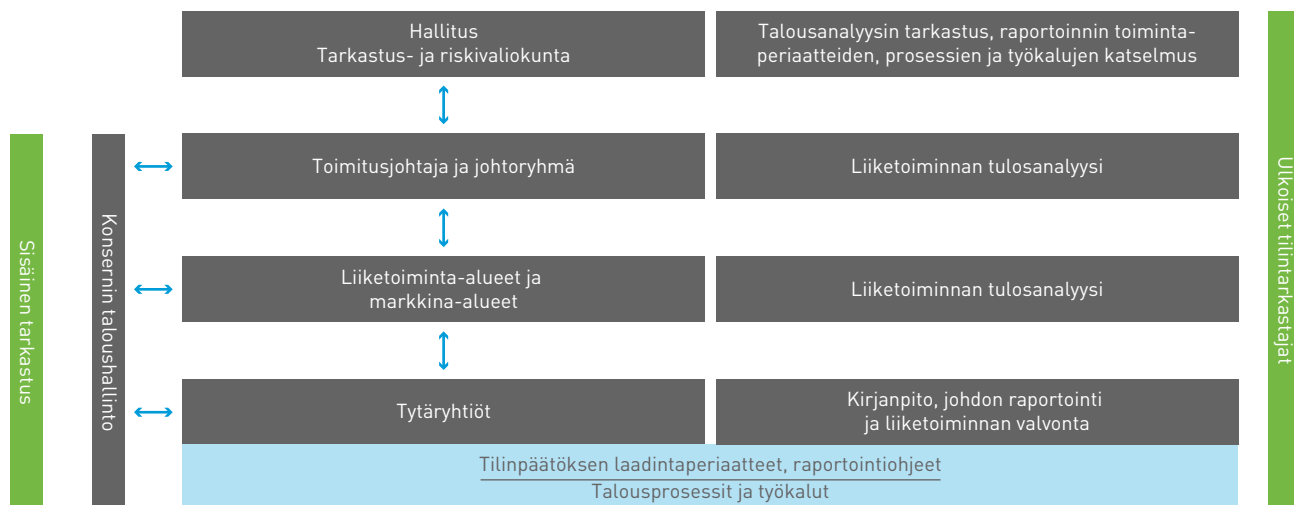 Hallitus
Tarkastus- ja riskivaliokunta
Talousanalyysin tarkastus, raportoinnin toiminta-
periaatteiden, prosessien ja työkalujen katselmus
Sisäinen tarkastus
Konsernin taloushallinto
Toimitusjohtaja ja johtoryhmä
Liiketoiminnan tulosanalyysi
Liiketoiminta-alueet ja
markkina-alueet
Liiketoiminnan tulosanalyysi
Tytäryhtiöt
Kirjanpito, johdon raportointi
ja liiketoiminnan valvonta
Tilinpäätöksen laadintaperiaatteet, raportointiohjeet
Talousprosessit ja työkalut
Ulkoiset tilintarkastajat